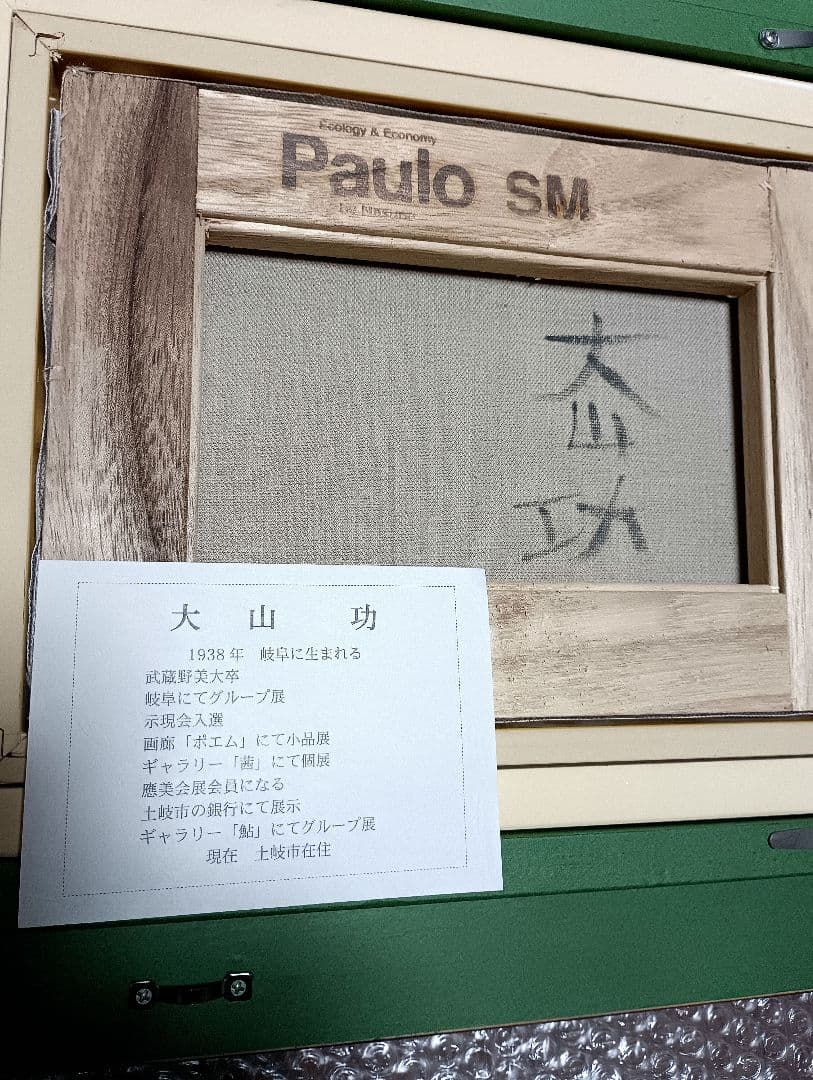 Ecology & Economy
Paulo SM
by Natsume
大山
功
大山 功
1938年 岐阜に生まれる
武蔵野美大卒
岐阜にてグループ展
示現会入選
画廊「ポエム」にて小品展
ギャラリー「茜」にて個展
應美会展会員になる
土岐市の銀行にて展示
ギャラリー「鮎」にてグループ展
現在 土岐市在住